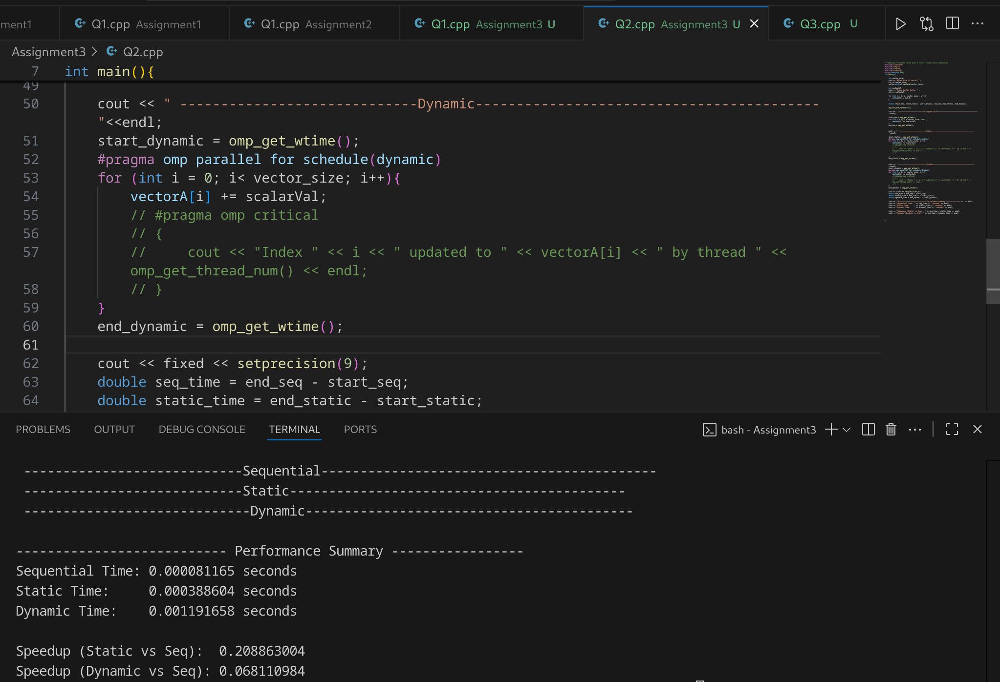 ment1
Q1.cpp Assignment1
Q1.cpp Assignment2
Q1.cpp Assignment3 U
Q2.cpp Assignment3 U
Q3.cpp U
Assignment3 > Q2.cpp
7 int main(){
49
50 cout << " -----------------------------Dynamic------------------------------------------
"<<endl;
51 start_dynamic = omp_get_wtime();
52 #pragma omp parallel for schedule(dynamic)
53 for (int i = 0; i< vector_size; i++){
54 vectorA[i] += scalarVal;
55 // #pragma omp critical
56 // {
57 //     cout << "Index " << i << " updated to " << vectorA[i] << " by thread " <<
omp_get_thread_num() << endl;
58 // }
59 }
60 end_dynamic = omp_get_wtime();
61
62 cout << fixed << setprecision(9);
63 double seq_time = end_seq - start_seq;
64 double static_time = end_static - start_static;
PROBLEMS OUTPUT DEBUG CONSOLE TERMINAL PORTS
bash - Assignment3
----------------------------Sequential-------------------------------------------
----------------------------Static-------------------------------------------
-----------------------------Dynamic------------------------------------------
-------------------------- Performance Summary -----------------
Sequential Time: 0.000081165 seconds
Static Time:     0.000388604 seconds
Dynamic Time:    0.001191658 seconds
Speedup (Static vs Seq):  0.208863004
Speedup (Dynamic vs Seq): 0.068110984